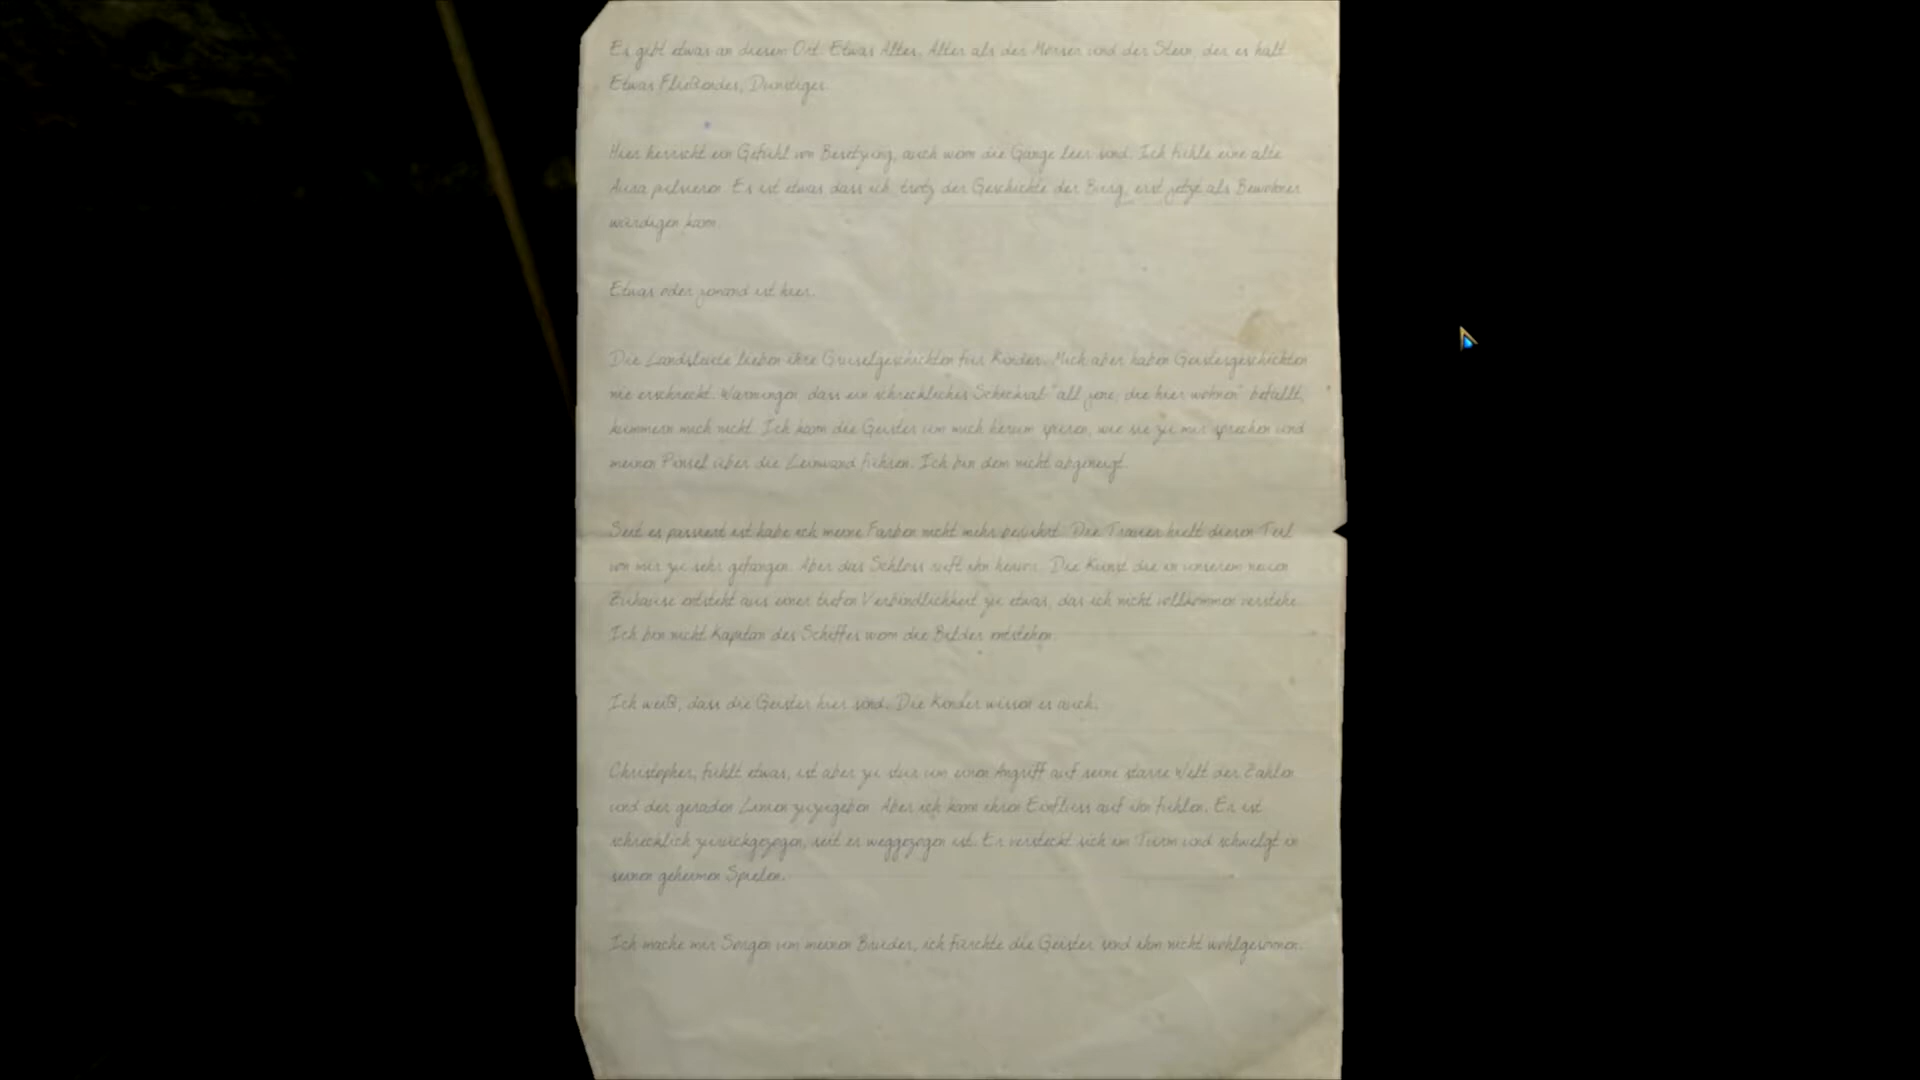 Es gibt etwas an diesem Ort. Etwas Altes. Älter als der Mörser und der Stein, der es hält.
Etwas Fließendes, Dunstiges.
Hier herrscht ein Gefühl von Besetzung, auch wenn die Gänge leer sind. Ich fühle eine alte
Aura pulsieren. Es ist etwas dass ich, trotz der Geschichte der Burg, erst jetzt als Bewohner
würdigen kann.
Etwas oder jemand ist hier.
Die Landsleute lieben ihre Gruselgeschichten für Kinder. Mich aber haben Geistergeschichten
nie erschreckt. Warnungen, dass ein schreckliches Schicksal "all jene, die hier wohnen" befällt,
kümmern mich nicht. Ich kann die Geister um mich herum spüren, wie sie zu mir sprechen und
meinen Pinsel über die Leinwand führen. Ich bin dem nicht abgeneigt.
Seit es passiert ist habe ich meine Farben nicht mehr berührt. Die Trauer hielt diesen Teil
von mir zu sehr gefangen. Aber das Schloss ruft ihn hervor. Die Kunst die in unserem neuen
Zuhause entsteht aus einer tiefen Verbindlichkeit zu etwas, das ich nicht vollkommen verstehe.
Ich bin nicht Kapitän des Schiffes wenn die Bilder entstehen.
Ich weiß, dass die Geister hier sind. Die Kinder wissen es auch.
Christopher, fühlt etwas, ist aber zu stur um einen Angriff auf seine starre Welt der Zahlen
und der geraden Linien zuzugeben. Aber ich kann ihren Einfluss auf ihn fühlen. Er ist
schrecklich zurückgezogen, seit er weggezogen ist. Er versteckt sich im Turm und schwelgt in
seinen geheimen Spielen.
Ich mache mir Sorgen um meinen Bruder, ich fürchte die Geister sind ihm nicht wohlgesonnen.